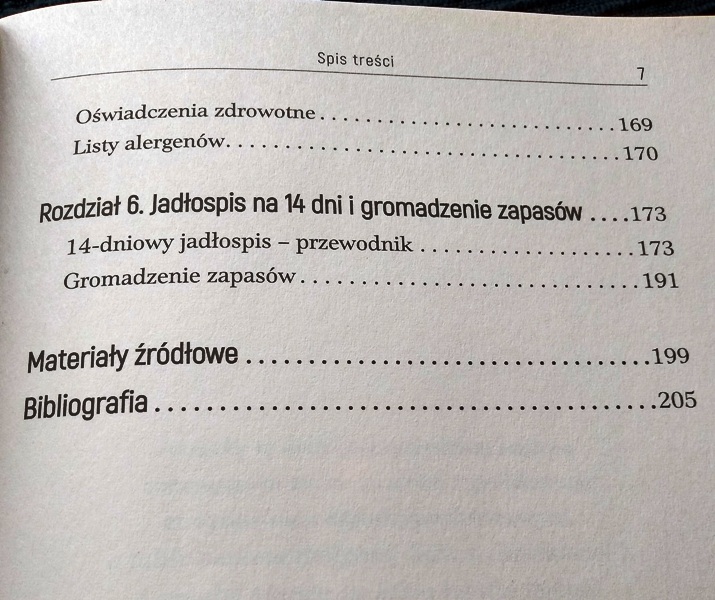 Spis treści 7
Oświadczenia zdrowotne............................169
Listy alergenów.....................................170
Rozdział 6. Jadłospis na 14 dni i gromadzenie zapasów ....173
14-dniowy jadłospis – przewodnik ....................173
Gromadzenie zapasów...............................191
Materiały źródłowe ................................199
Bibliografia .......................................205